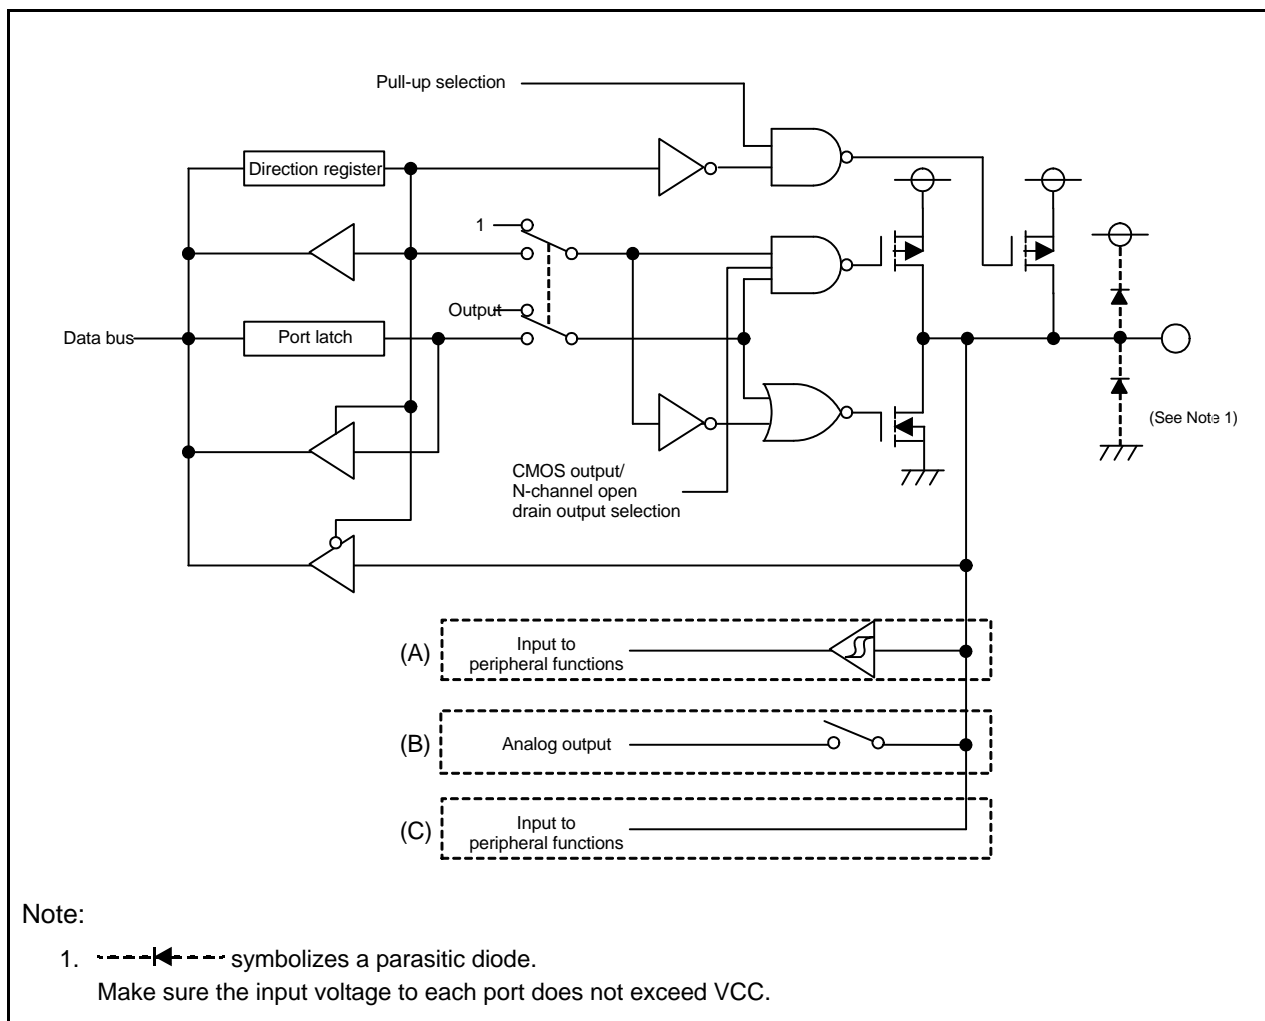 Pull-up selection
Direction register
1
Output
Data bus
Port latch
(See Note 1)
CMOS output/
N-channel open
drain output selection
(A)
Input to
peripheral functions
(B)
Analog output
(C)
Input to
peripheral functions
Note:
1. symbolizes a parasitic diode.
Make sure the input voltage to each port does not exceed VCC.